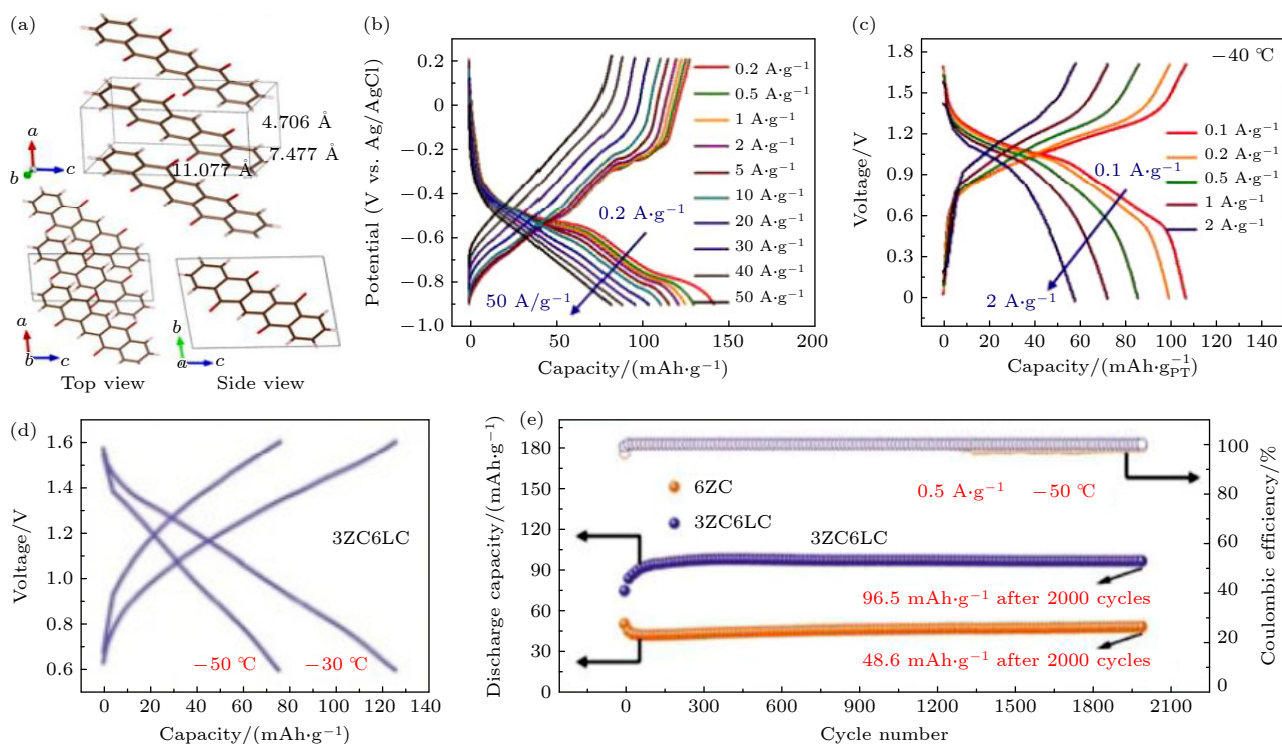 (a)
4.706 Å
7.477 Å
11.077 Å
a
b
c
a
b
c
Top view
b
a
c
Side view
(b)
Potential (V vs. Ag/AgCl)
0.2
0
−0.2
−0.4
−0.6
−0.8
−1.0
0
50
100
150
200
Capacity/(mAh·g⁻¹)
0.2 A·g⁻¹
50 A/g⁻¹
0.2 A·g⁻¹
0.5 A·g⁻¹
1 A·g⁻¹
2 A·g⁻¹
5 A·g⁻¹
10 A·g⁻¹
20 A·g⁻¹
30 A·g⁻¹
40 A·g⁻¹
50 A·g⁻¹
(c)
−40 ℃
Voltage/V
1.8
1.5
1.2
0.9
0.6
0.3
0
0
20
40
60
80
100
140
Capacity/(mAh·g_PT⁻¹)
0.1 A·g⁻¹
2 A·g⁻¹
0.1 A·g⁻¹
0.2 A·g⁻¹
0.5 A·g⁻¹
1 A·g⁻¹
2 A·g⁻¹
(d)
Voltage/V
1.6
1.4
1.2
1.0
0.8
0.6
3ZC6LC
−50 ℃
−30 ℃
0
20
40
60
80
100
120
140
Capacity/(mAh·g⁻¹)
(e)
Discharge capacity/(mAh·g⁻¹)
180
150
135
90
75
45
30
0
6ZC
3ZC6LC
0.5 A·g⁻¹
−50 ℃
3ZC6LC
96.5 mAh·g⁻¹ after 2000 cycles
48.6 mAh·g⁻¹ after 2000 cycles
100
80
60
40
20
0
Coulombic efficiency/%
0
300
600
900
1200
1500
1800
2100
Cycle number